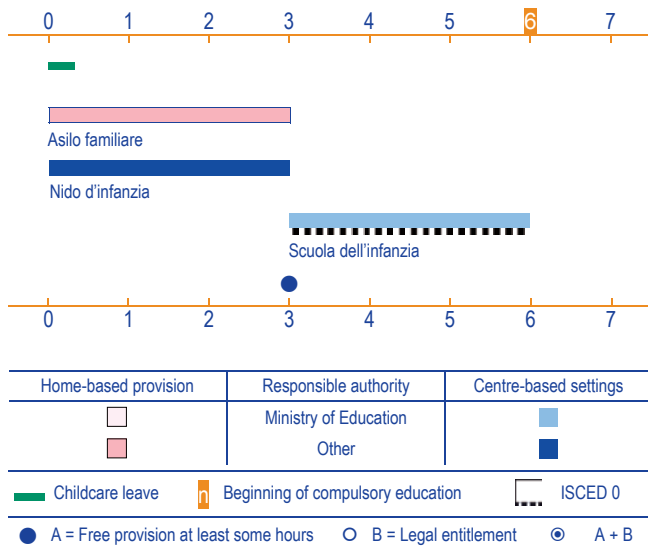 0 1 2 3 4 5 6 7
Asilo familiare
Nido d'infanzia
Scuola dell'infanzia
0 1 2 3 4 5 6 7
Home-based provision Responsible authority Centre-based settings
Ministry of Education
Other
Childcare leave n Beginning of compulsory education ISCED 0
A = Free provision at least some hours B = Legal entitlement A + B